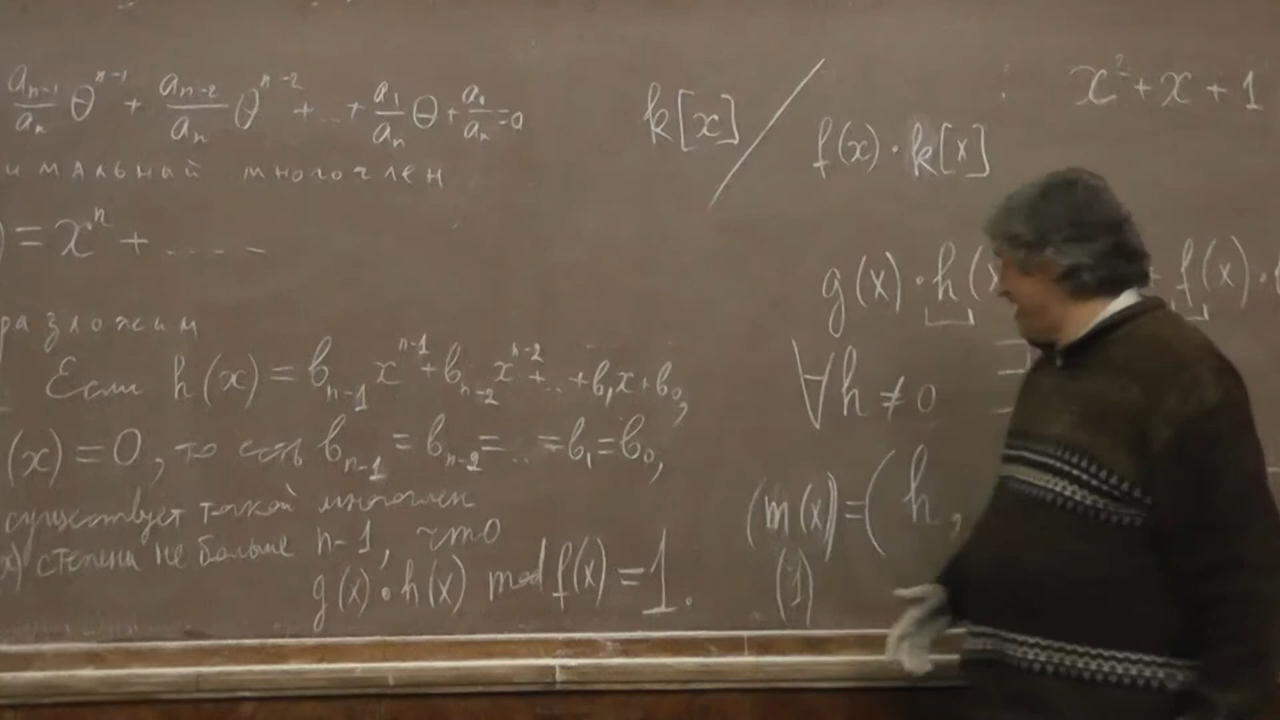 a_{n-1}/a_n θ^{n-1} + a_{n-2}/a_n θ^{n-2} + ... + a_1/a_n θ + a_0/a_n = 0
имальный многочлен
) = x^n + .....
разложим
Если h(x) = b_{n-1} x^{n-1} + b_{n-2} x^{n-2} + ... + b_1 x + b_0,
(x) = 0, то есть b_{n-1} = b_{n-2} = ... = b_1 = b_0,
существует такой многочлен
x) степени не больше n-1, что
g(x)·h(x) mod f(x) = 1.
k[x] / f(x)·k[x]
x^2 + x + 1
g(x)·h(x
f(x)·
∀h ≠ 0 ∃
(m(x)) = (h,
(1)